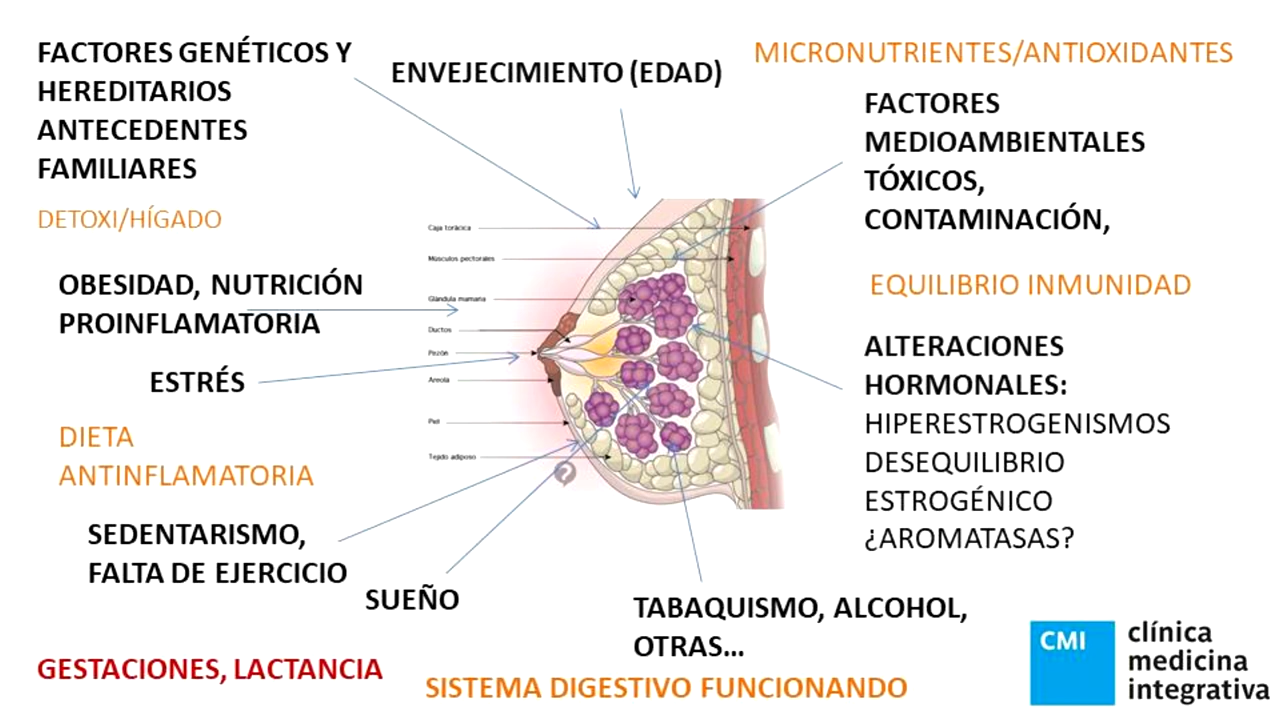 FACTORES GENÉTICOS Y
HEREDITARIOS
ANTECEDENTES
FAMILIARES
DETOXI/HÍGADO
ENVEJECIMIENTO (EDAD)
MICRONUTRIENTES/ANTIOXIDANTES
FACTORES
MEDIOAMBIENTALES
TÓXICOS,
CONTAMINACIÓN,
OBESIDAD, NUTRICIÓN
PROINFLAMATORIA
ESTRÉS
DIETA
ANTINFLAMATORIA
Caja torácica
Músculos pectorales
Glándula mamaria
Ductos
Pezón
Areola
Piel
Tejido adiposo
?
EQUILIBRIO INMUNIDAD
ALTERACIONES
HORMONALES:
HIPERESTROGENISMOS
DESEQUILIBRIO
ESTROGÉNICO
¿AROMATASAS?
SEDENTARISMO,
FALTA DE EJERCICIO
SUEÑO
TABAQUISMO, ALCOHOL,
OTRAS...
GESTACIONES, LACTANCIA
SISTEMA DIGESTIVO FUNCIONANDO
CMI
clínica
medicina
integrativa